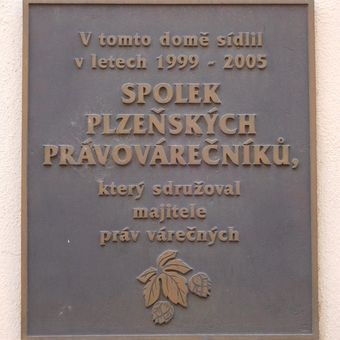 V tomto domě sídlil
v letech 1999 - 2005
SPOLEK
PLZEŇSKÝCH
PRÁVOVÁREČNÍKŮ,
který sdružoval
majitele
práv várečných